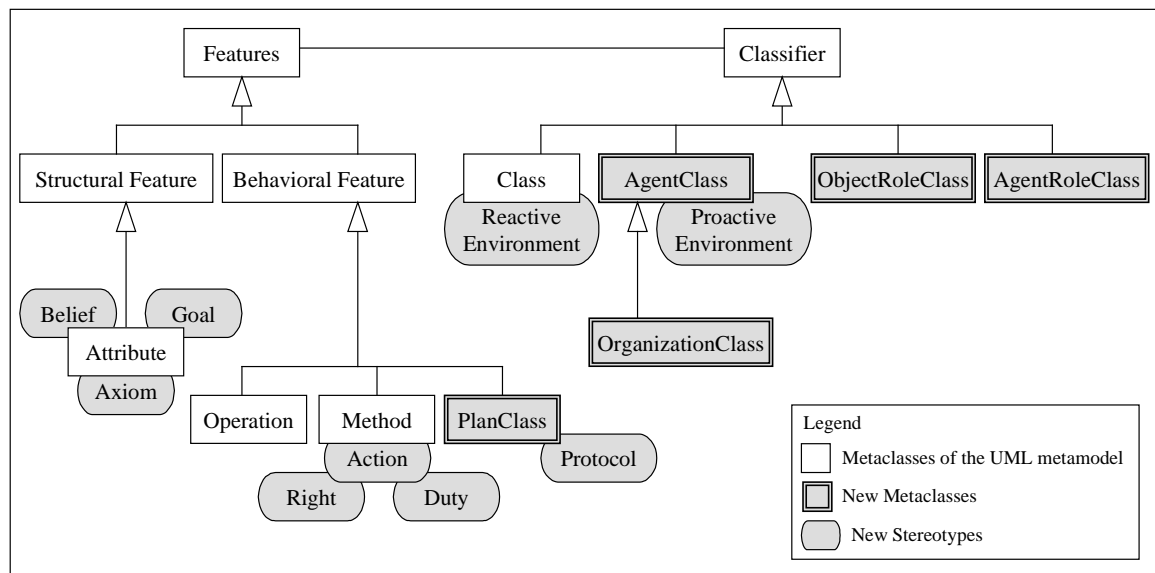 Features
Classifier
Structural Feature
Behavioral Feature
Class
AgentClass
ObjectRoleClass
AgentRoleClass
Reactive
Environment
Proactive
Environment
Belief
Goal
Attribute
Axiom
OrganizationClass
Operation
Method
PlanClass
Action
Protocol
Right
Duty
Legend
Metaclasses of the UML metamodel
New Metaclasses
New Stereotypes